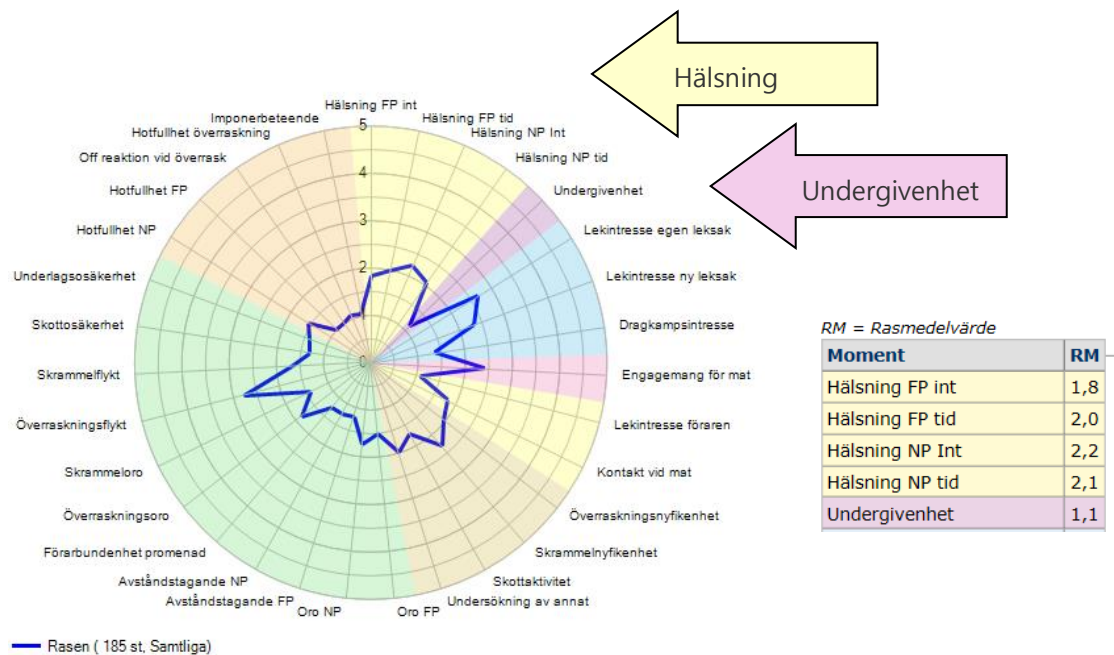 Hälsning
Undergivenhet
Hälsning FP int
Hälsning FP tid
Hälsning NP Int
Hälsning NP tid
Undergivenhet
Lekintresse egen leksak
Lekintresse ny leksak
Dragkampsintresse
Engagemang för mat
Lekintresse föraren
Kontakt vid mat
Överraskningsnyfikenhet
Skrammelnyfikenhet
Skottaktivitet
Undersökning av annat
Oro FP
Oro NP
Avståndstagande FP
Avståndstagande NP
Förarbundenhet promenad
Överraskningsoro
Skrammeloro
Överraskningsflykt
Skrammelflykt
Skottosäkerhet
Underlagsosäkerhet
Hotfullhet NP
Hotfullhet FP
Off reaktion vid överrask
Hotfullhet överraskning
Imponerbeteende
5
4
3
2
1
0
RM = Rasmedelvärde
Moment RM
Hälsning FP int 1,8
Hälsning FP tid 2,0
Hälsning NP Int 2,2
Hälsning NP tid 2,1
Undergivenhet 1,1
Rasen ( 185 st, Samtliga)